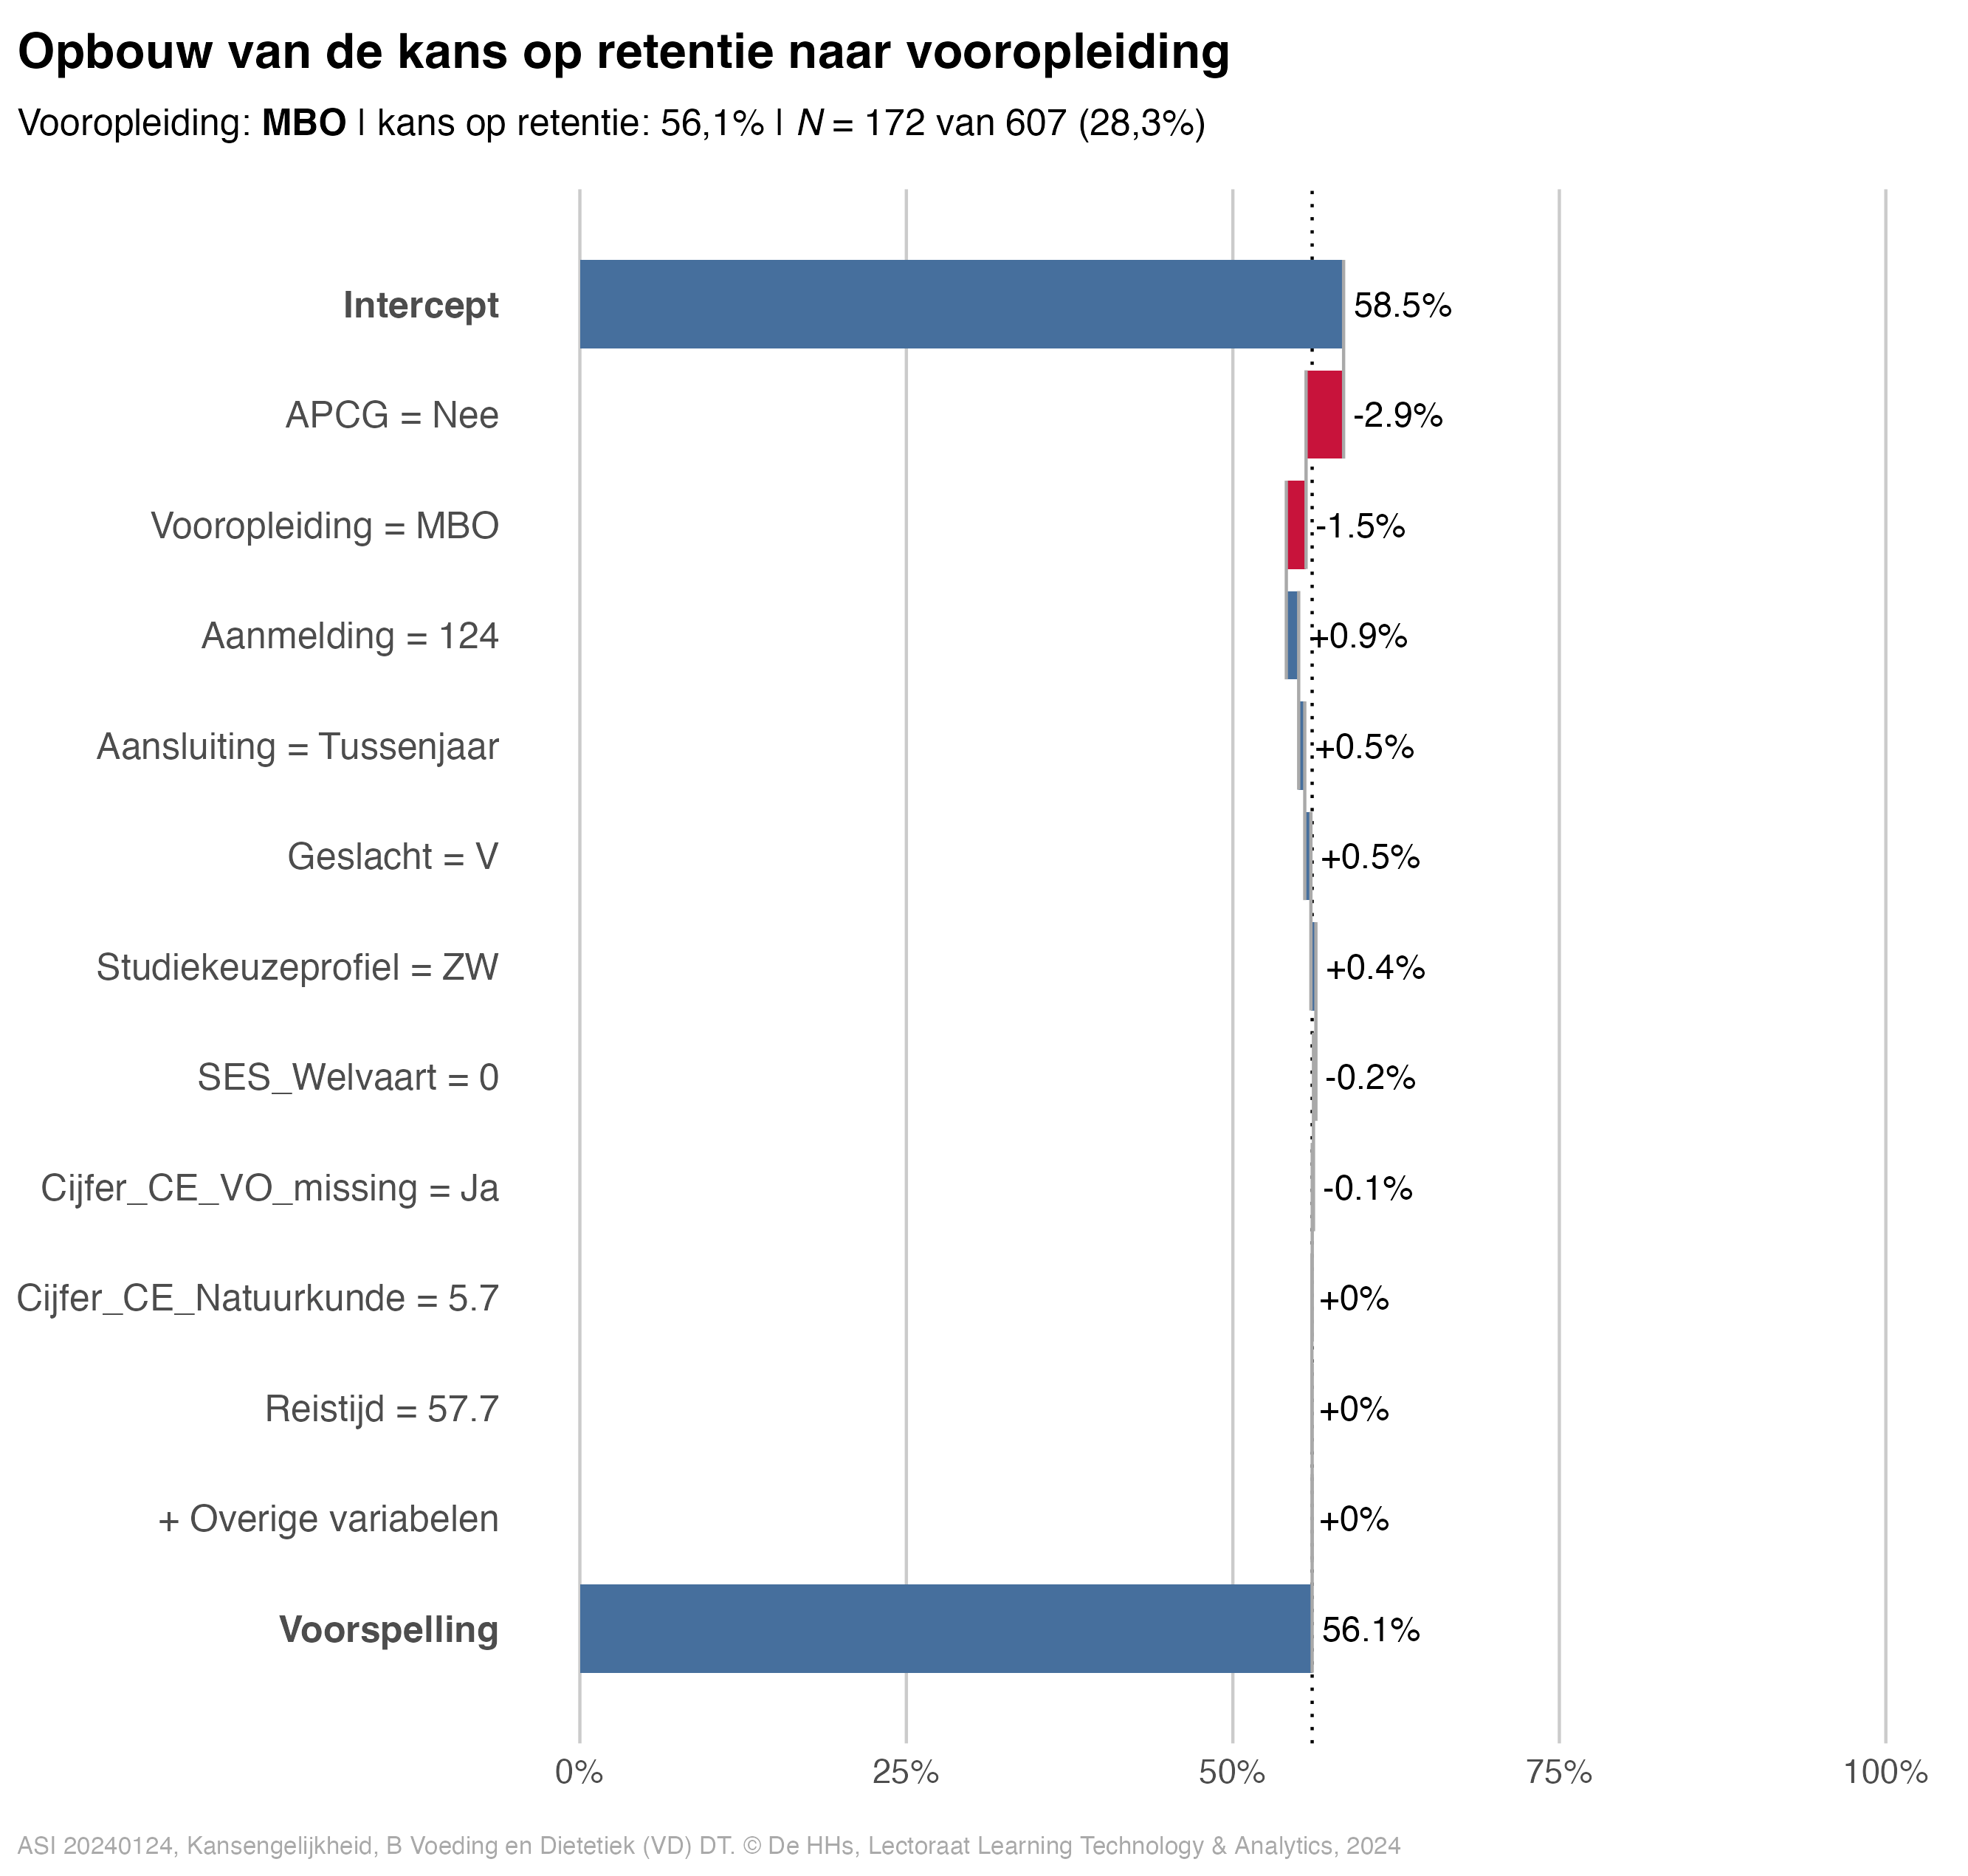 Opbouw van de kans op retentie naar vooropleiding
Vooropleiding: MBO | kans op retentie: 56,1% | N = 172 van 607 (28,3%)
Intercept 58.5%
APCG = Nee -2.9%
Vooropleiding = MBO -1.5%
Aanmelding = 124 +0.9%
Aansluiting = Tussenjaar +0.5%
Geslacht = V +0.5%
Studiekeuzeprofiel = ZW +0.4%
SES_Welvaart = 0 -0.2%
Cijfer_CE_VO_missing = Ja -0.1%
Cijfer_CE_Natuurkunde = 5.7 +0%
Reistijd = 57.7 +0%
+ Overige variabelen +0%
Voorspelling 56.1%
0% 25% 50% 75% 100%
ASI 20240124, Kansengelijkheid, B Voeding en Dietetiek (VD) DT. © De HHs, Lectoraat Learning Technology & Analytics, 2024